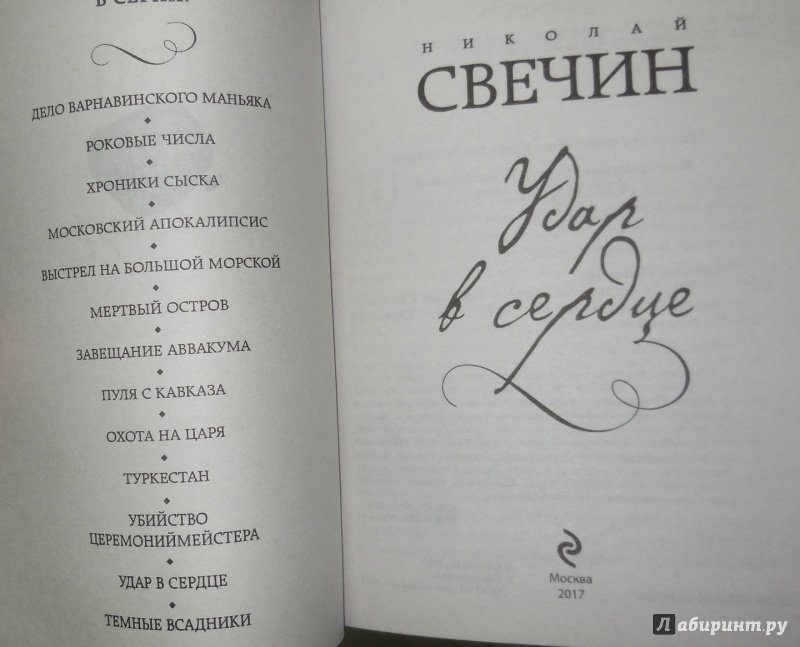 В СЕРИИ:
ДЕЛО ВАРНАВИНСКОГО МАНЬЯКА
РОКОВЫЕ ЧИСЛА
ХРОНИКИ СЫСКА
МОСКОВСКИЙ АПОКАЛИПСИС
ВЫСТРЕЛ НА БОЛЬШОЙ МОРСКОЙ
МЕРТВЫЙ ОСТРОВ
ЗАВЕЩАНИЕ АВВАКУМА
ПУЛЯ С КАВКАЗА
ОХОТА НА ЦАРЯ
ТУРКЕСТАН
УБИЙСТВО
ЦЕРЕМОНИЙМЕЙСТЕРА
УДАР В СЕРДЦЕ
ТЕМНЫЕ ВСАДНИКИ
НИКОЛАЙ
СВЕЧИН
Удар
в сердце
Москва
2017
Лабиринт.ру